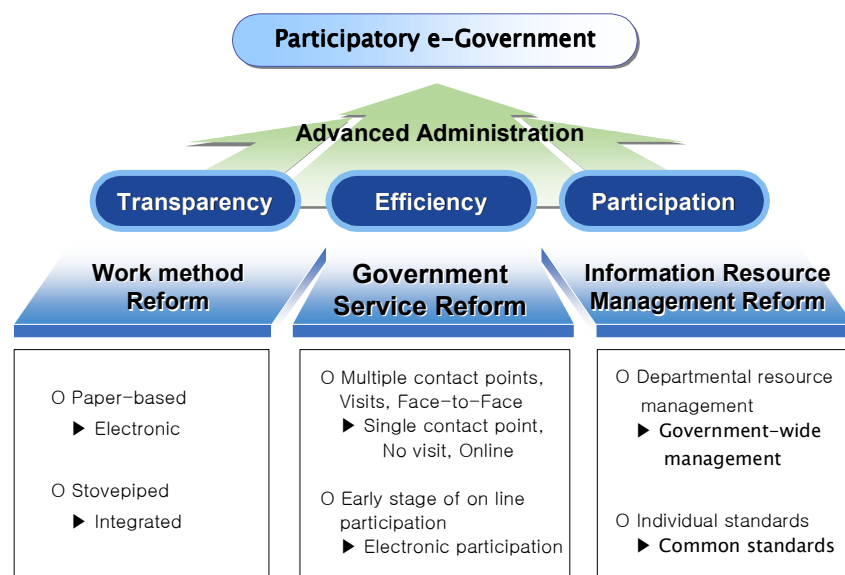 Participatory e-Government
Advanced Administration
Transparency
Efficiency
Participation
Work method
Reform
O Paper-based
▶ Electronic
O Stovepiped
▶ Integrated
Government
Service Reform
O Multiple contact points,
Visits, Face-to-Face
▶ Single contact point,
No visit, Online
O Early stage of on line
participation
▶ Electronic participation
Information Resource
Management Reform
O Departmental resource
management
▶ Government-wide
management
O Individual standards
▶ Common standards